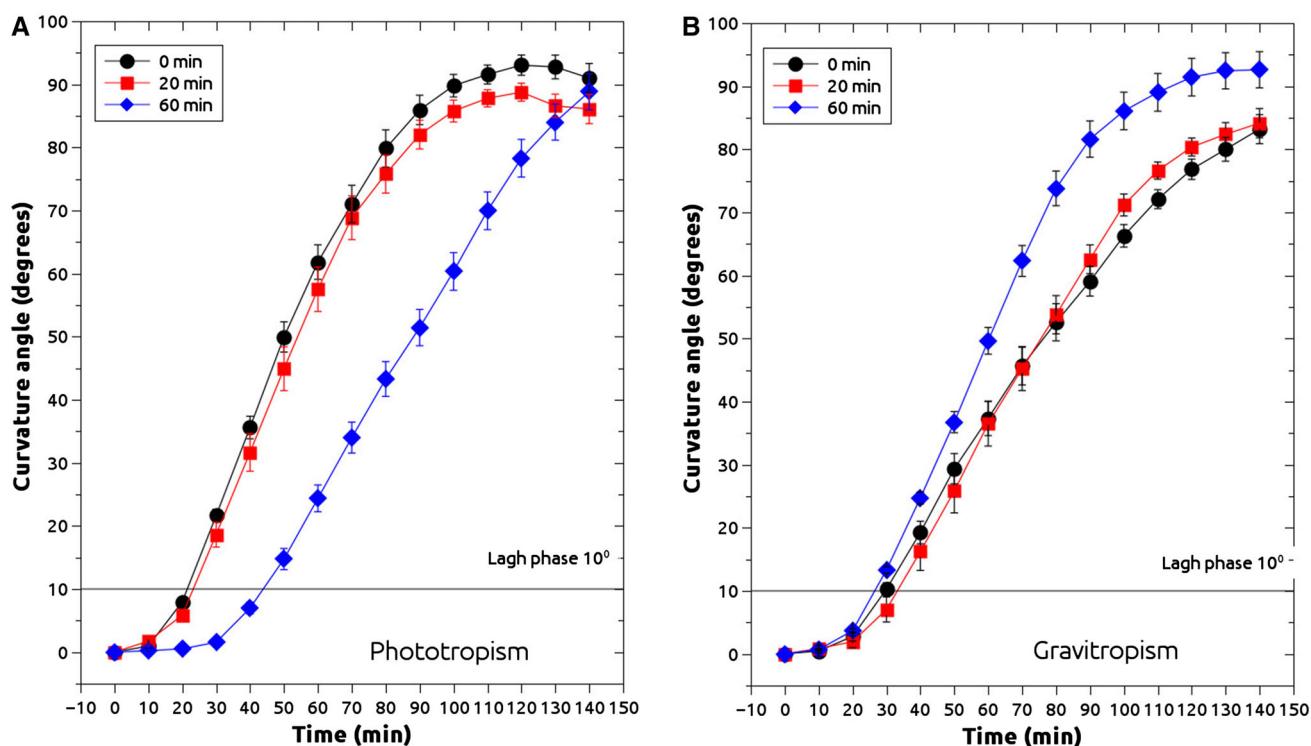 A
100
90
80
70
60
50
40
30
20
10
0
0 min
20 min
60 min
Lagh phase 10⁰
Phototropism
−10 0 10 20 30 40 50 60 70 80 90 100 110 120 130 140 150
Time (min)
Curvature angle (degrees)
B
100
90
80
70
60
50
40
30
20
10
0
0 min
20 min
60 min
Lagh phase 10⁰
Gravitropism
−10 0 10 20 30 40 50 60 70 80 90 100 110 120 130 140 150
Time (min)
Curvature angle (degrees)